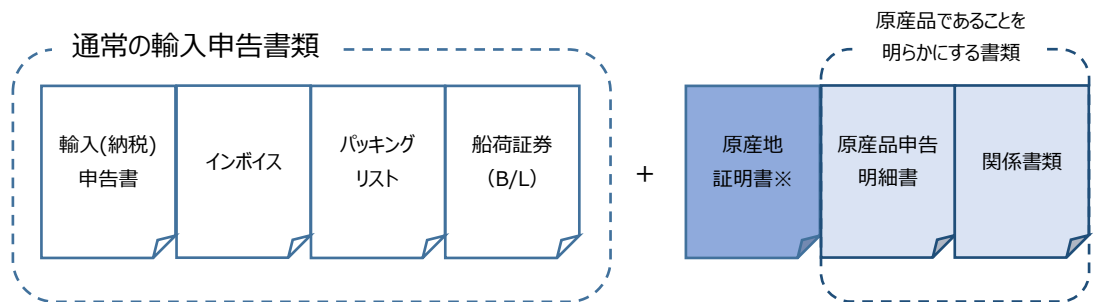 通常の輸入申告書類
輸入(納税)
申告書
インボイス
パッキング
リスト
船荷証券
（B/L）
+
原産品であることを
明らかにする書類
原産地
証明書※
原産品申告
明細書
関係書類